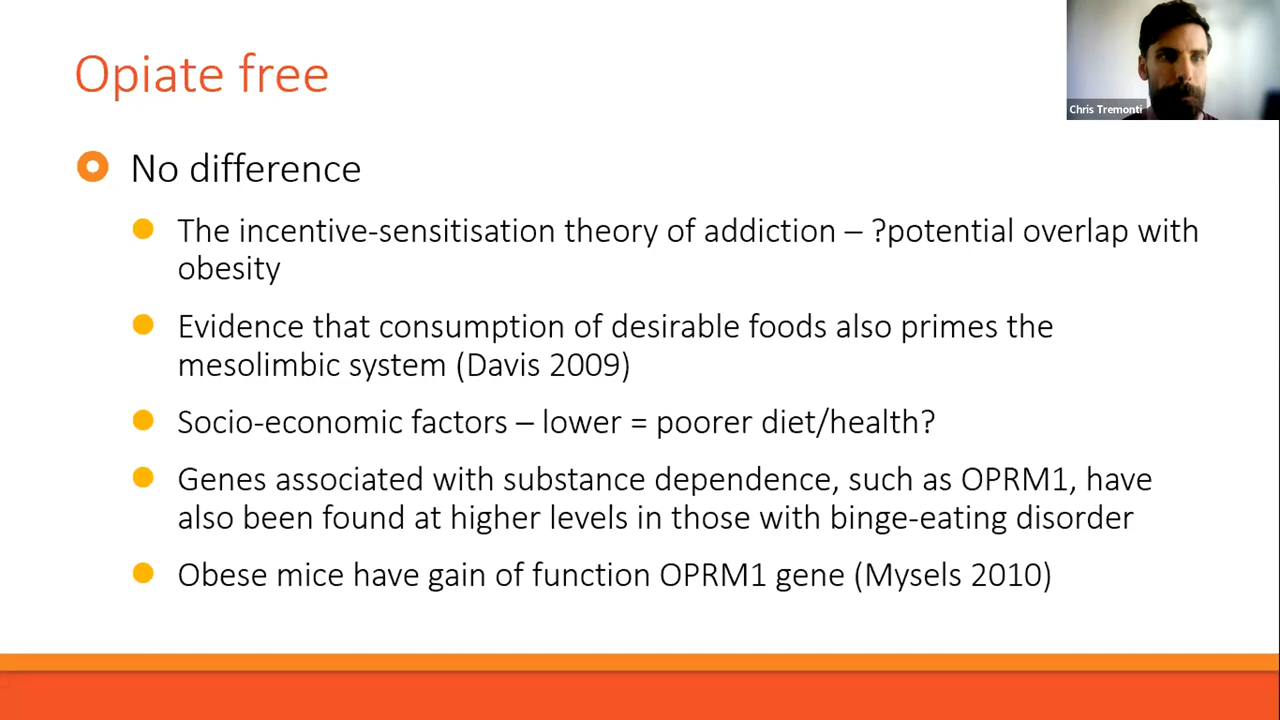 Opiate free
Chris Tremonti
No difference
The incentive-sensitisation theory of addiction – ?potential overlap with
obesity
Evidence that consumption of desirable foods also primes the
mesolimbic system (Davis 2009)
Socio-economic factors – lower = poorer diet/health?
Genes associated with substance dependence, such as OPRM1, have
also been found at higher levels in those with binge-eating disorder
Obese mice have gain of function OPRM1 gene (Mysels 2010)